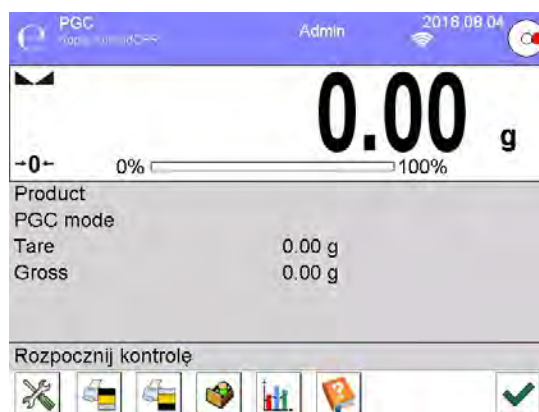 PGC
Admin
2016.08.04
0.00 g
→0←
0% 100%
Product
PGC mode
Tare 0.00 g
Gross 0.00 g
Rozpocznij kontrolę